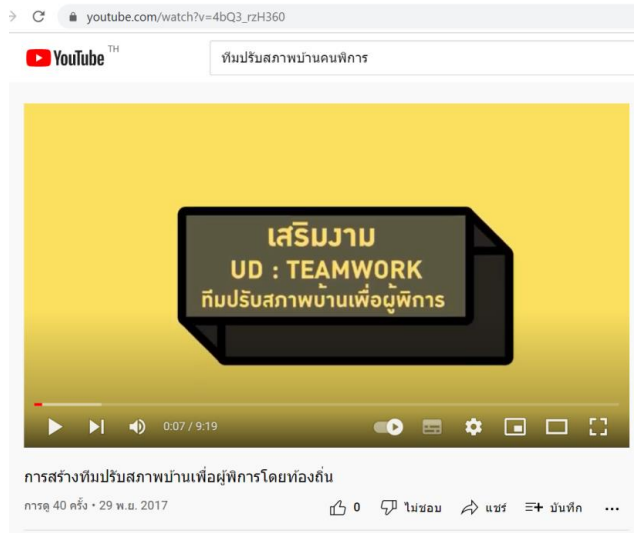 youtube.com/watch?v=4bQ3_rzH360
YouTube TH
ทีมปรับสภาพบ้านคนพิการ
เสริมงาม
UD : TEAMWORK
ทีมปรับสภาพบ้านเพื่อผู้พิการ
0:07 / 9:19
การสร้างทีมปรับสภาพบ้านเพื่อผู้พิการโดยท้องถิ่น
การดู 40 ครั้ง • 29 พ.ย. 2017
0 ไม่ชอบ แชร์ บันทึก ...